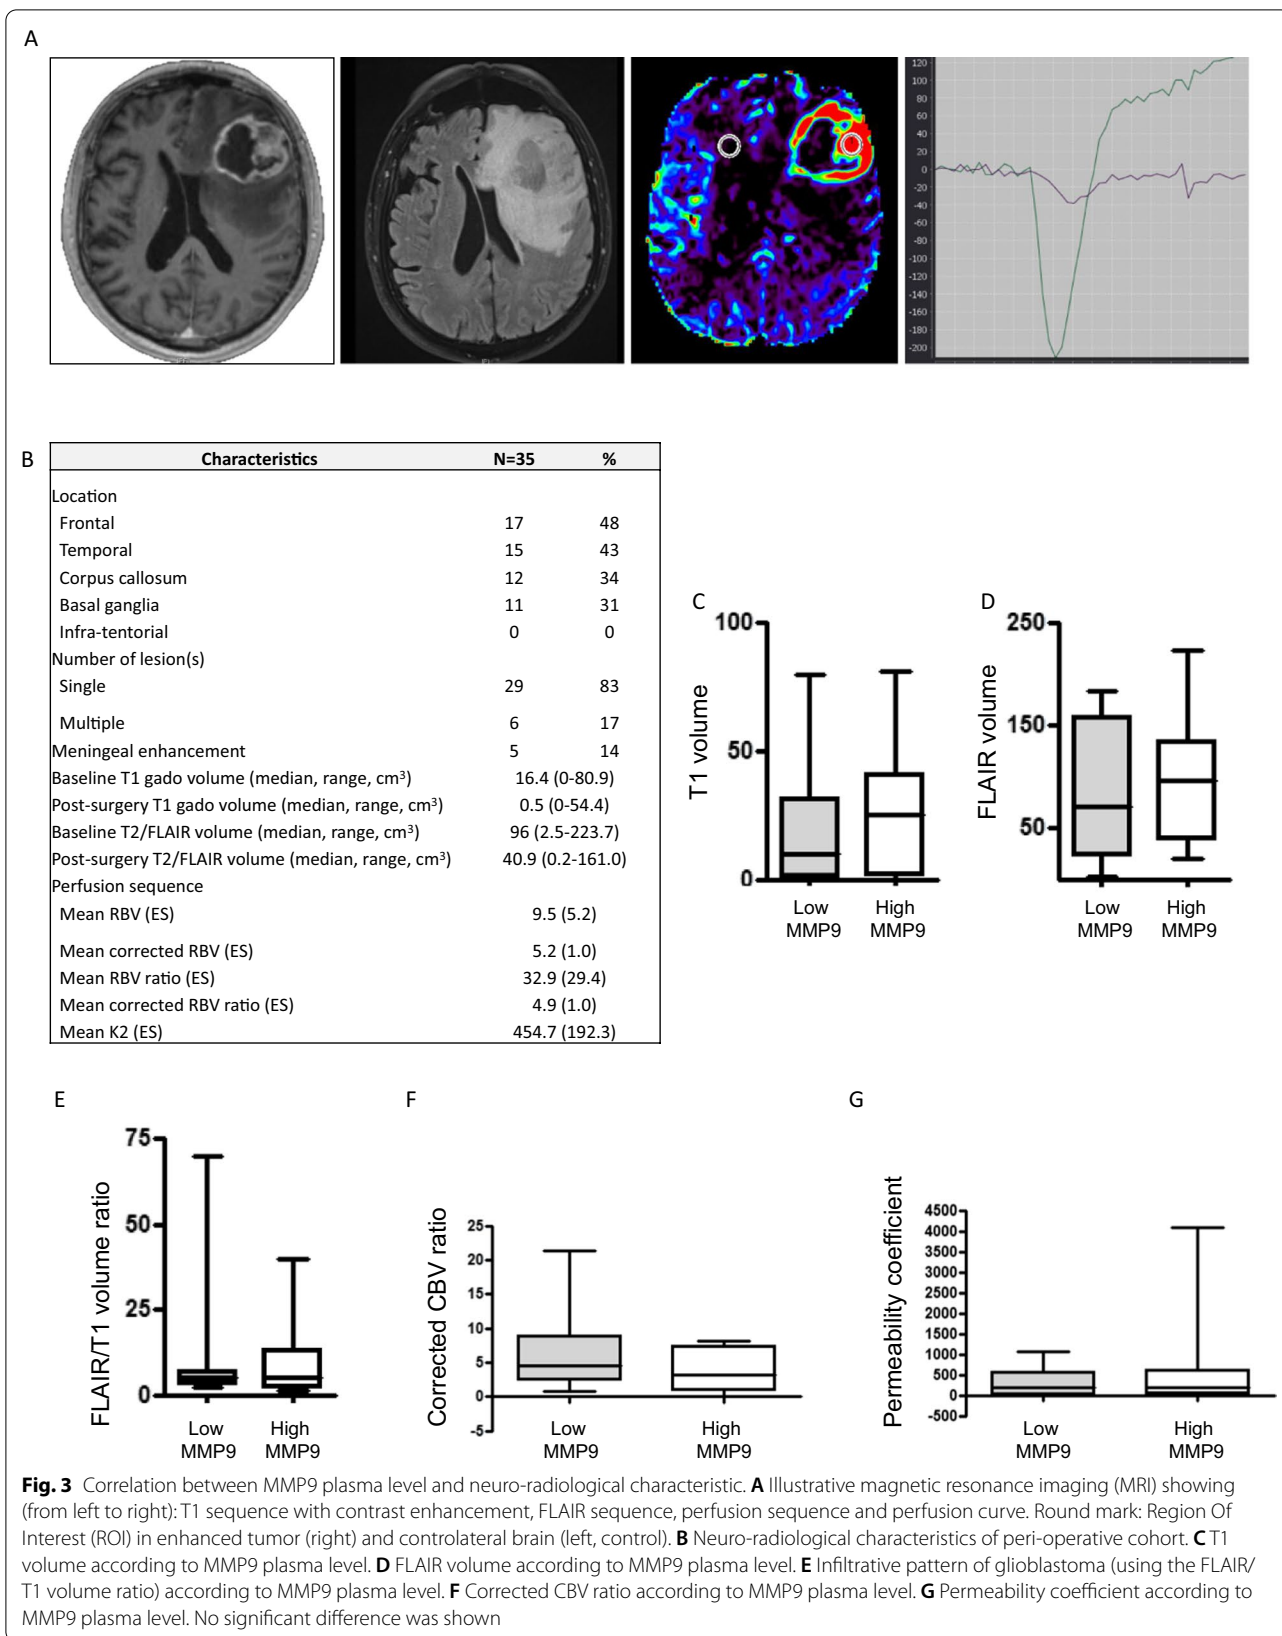 A
120
100
80
60
40
20
0
-20
-40
-60
-80
-100
-120
-140
-160
-180
-200
B
Characteristics N=35 %
Location
Frontal 17 48
Temporal 15 43
Corpus callosum 12 34
Basal ganglia 11 31
Infra-tentorial 0 0
Number of lesion(s)
Single 29 83
Multiple 6 17
Meningeal enhancement 5 14
Baseline T1 gado volume (median, range, cm³) 16.4 (0-80.9)
Post-surgery T1 gado volume (median, range, cm³) 0.5 (0-54.4)
Baseline T2/FLAIR volume (median, range, cm³) 96 (2.5-223.7)
Post-surgery T2/FLAIR volume (median, range, cm³) 40.9 (0.2-161.0)
Perfusion sequence
Mean RBV (ES) 9.5 (5.2)
Mean corrected RBV (ES) 5.2 (1.0)
Mean RBV ratio (ES) 32.9 (29.4)
Mean corrected RBV ratio (ES) 4.9 (1.0)
Mean K2 (ES) 454.7 (192.3)
C
T1 volume
100
50
0
Low High
MMP9 MMP9
D
FLAIR volume
250
150
50
Low High
MMP9 MMP9
E
FLAIR/T1 volume ratio
75
50
25
0
Low High
MMP9 MMP9
F
Corrected CBV ratio
25
20
15
10
5
0
-5
Low High
MMP9 MMP9
G
Permeability coefficient
4500
4000
3500
3000
2500
2000
1500
1000
500
0
-500
Low High
MMP9 MMP9
Fig. 3 Correlation between MMP9 plasma level and neuro-radiological characteristic. A Illustrative magnetic resonance imaging (MRI) showing
(from left to right): T1 sequence with contrast enhancement, FLAIR sequence, perfusion sequence and perfusion curve. Round mark: Region Of
Interest (ROI) in enhanced tumor (right) and controlateral brain (left, control). B Neuro-radiological characteristics of peri-operative cohort. C T1
volume according to MMP9 plasma level. D FLAIR volume according to MMP9 plasma level. E Infiltrative pattern of glioblastoma (using the FLAIR/
T1 volume ratio) according to MMP9 plasma level. F Corrected CBV ratio according to MMP9 plasma level. G Permeability coefficient according to
MMP9 plasma level. No significant difference was shown